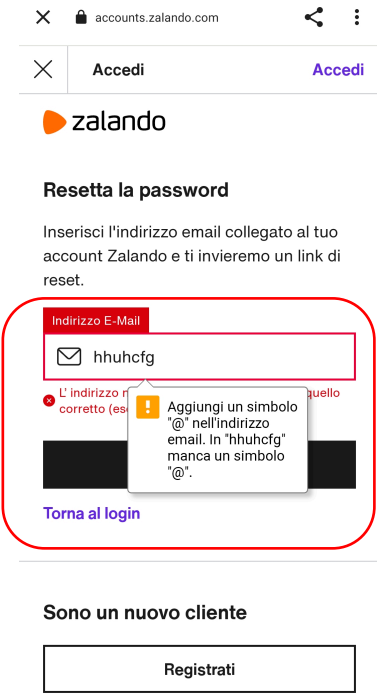 accounts.zalando.com
Accedi
Accedi
zalando
Resetta la password
Inserisci l'indirizzo email collegato al tuo
account Zalando e ti invieremo un link di
reset.
Indirizzo E-Mail
hhuhcfg
L' indirizzo quello
corretto
Aggiungi un simbolo
"@" nell'indirizzo
email. In "hhuhcfg"
manca un simbolo
"@".
Torna al login
Sono un nuovo cliente
Registrati